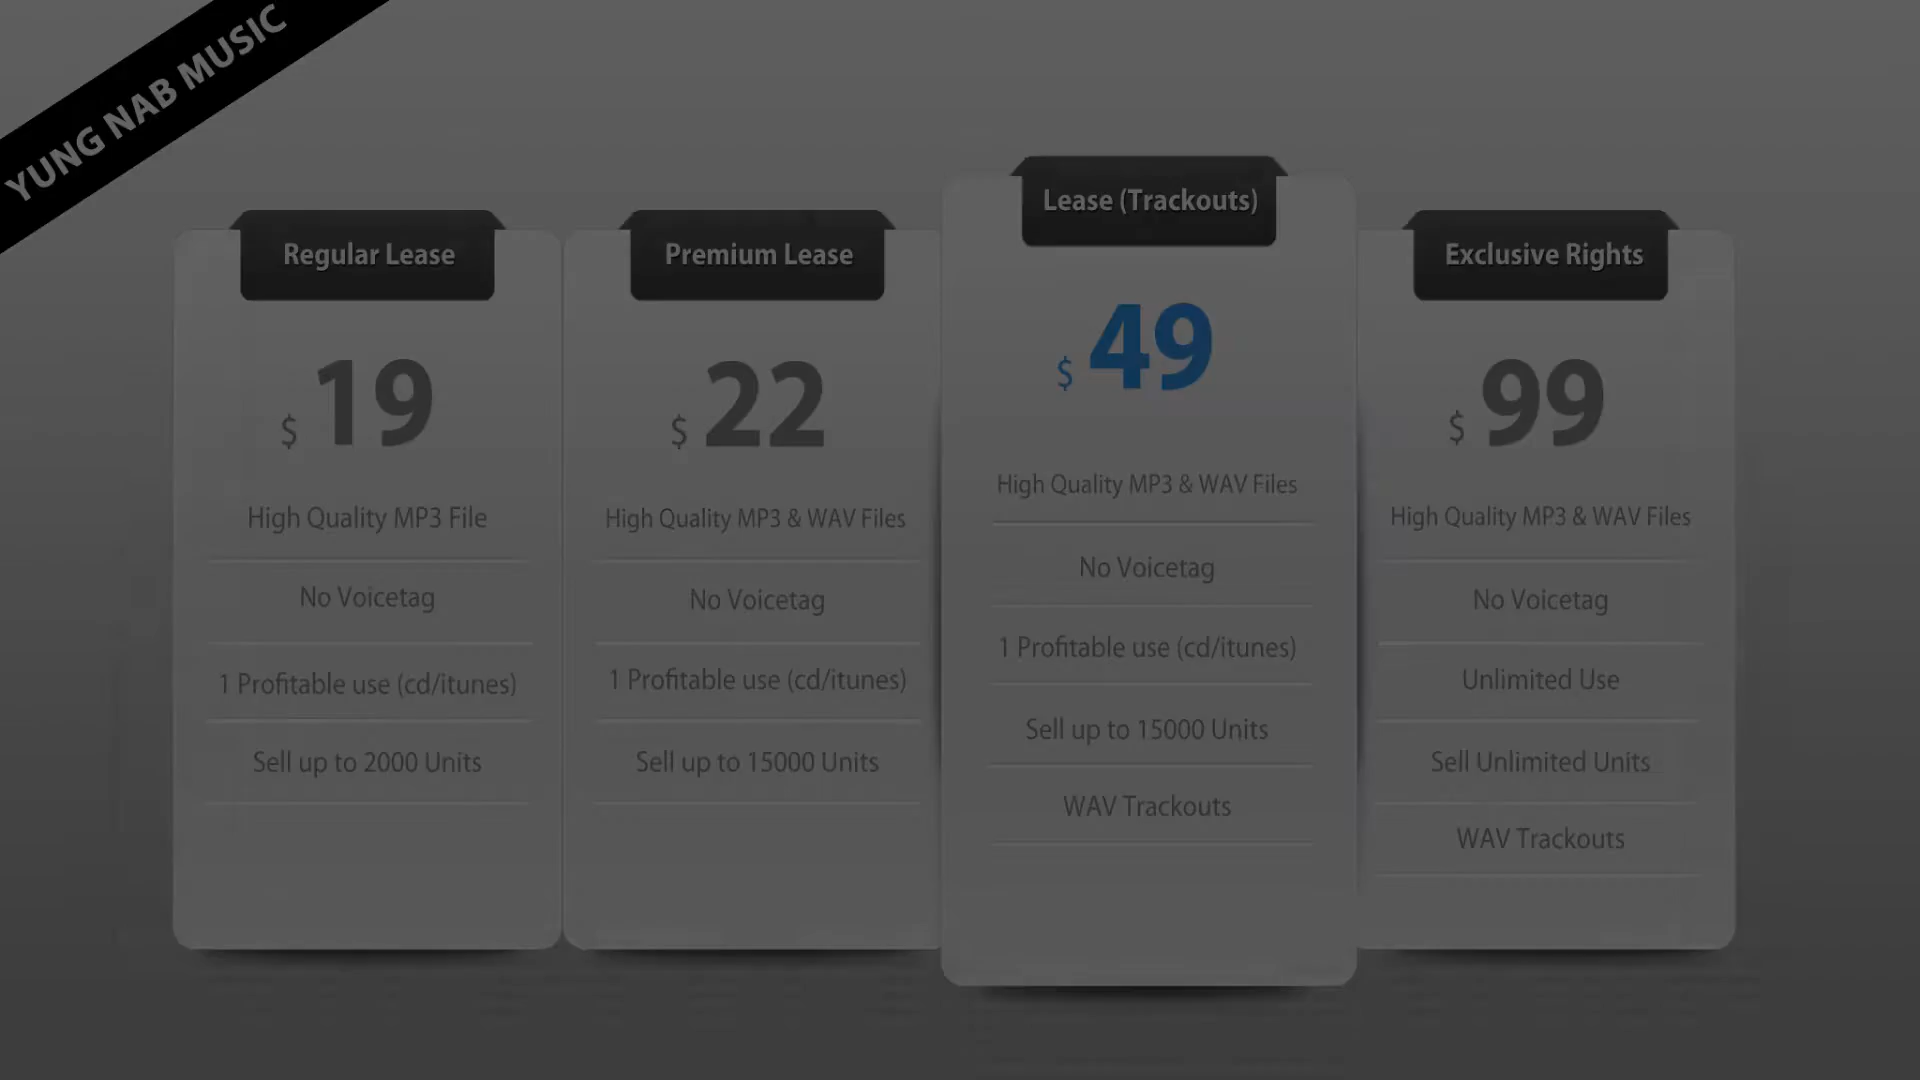 YUNG NAB MUSIC
Regular Lease
$ 19
High Quality MP3 File
No Voicetag
1 Profitable use (cd/itunes)
Sell up to 2000 Units
Premium Lease
$ 22
High Quality MP3 & WAV Files
No Voicetag
1 Profitable use (cd/itunes)
Sell up to 15000 Units
Lease (Trackouts)
$ 49
High Quality MP3 & WAV Files
No Voicetag
1 Profitable use (cd/itunes)
Sell up to 15000 Units
WAV Trackouts
Exclusive Rights
$ 99
High Quality MP3 & WAV Files
No Voicetag
Unlimited Use
Sell Unlimited Units
WAV Trackouts